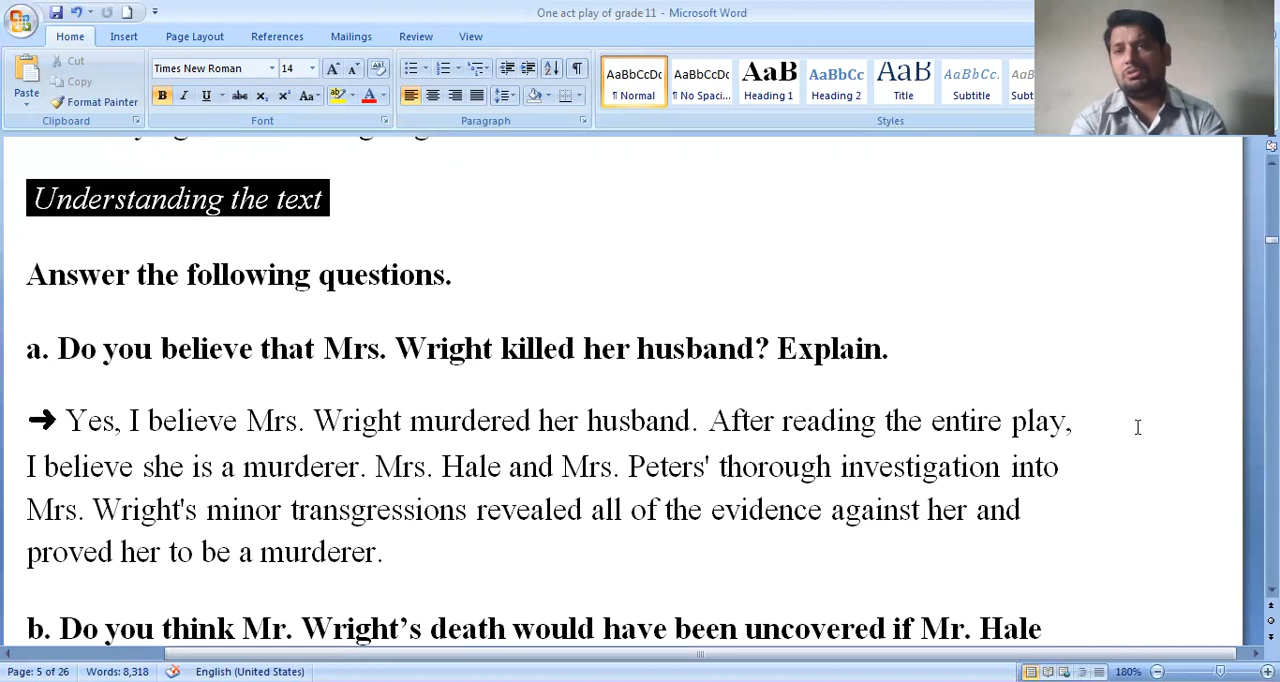 One act play of grade 11 - Microsoft Word
Home Insert Page Layout References Mailings Review View
Paste
Cut
Copy
Format Painter
Clipboard
Times New Roman 14
Font
Paragraph
AaBbCcDc AaBbCcDc AaB AaBbCc AaB AaBbCc. AaB
¶ Normal ¶ No Spaci... Heading 1 Heading 2 Title Subtitle Subt
Styles
Understanding the text
Answer the following questions.
a. Do you believe that Mrs. Wright killed her husband? Explain.
➜ Yes, I believe Mrs. Wright murdered her husband. After reading the entire play,
I believe she is a murderer. Mrs. Hale and Mrs. Peters' thorough investigation into
Mrs. Wright's minor transgressions revealed all of the evidence against her and
proved her to be a murderer.
b. Do you think Mr. Wright’s death would have been uncovered if Mr. Hale
Page: 5 of 26 Words: 8,318 English (United States) 180%